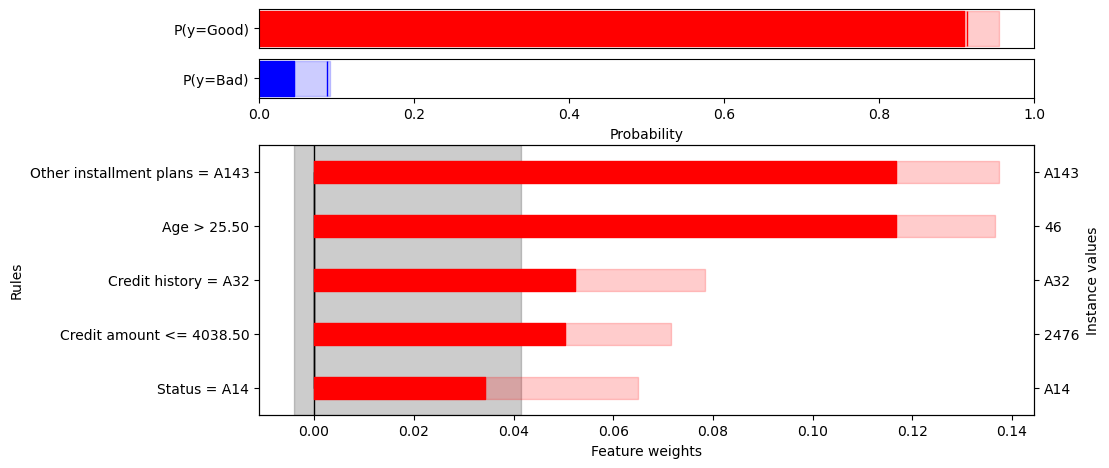 P(y=Good)
P(y=Bad)
0.0 0.2 0.4 0.6 0.8 1.0
Probability
Other installment plans = A143 A143
Age > 25.50 46
Credit history = A32 A32
Credit amount <= 4038.50 2476
Status = A14 A14
Rules
Instance values
0.00 0.02 0.04 0.06 0.08 0.10 0.12 0.14
Feature weights